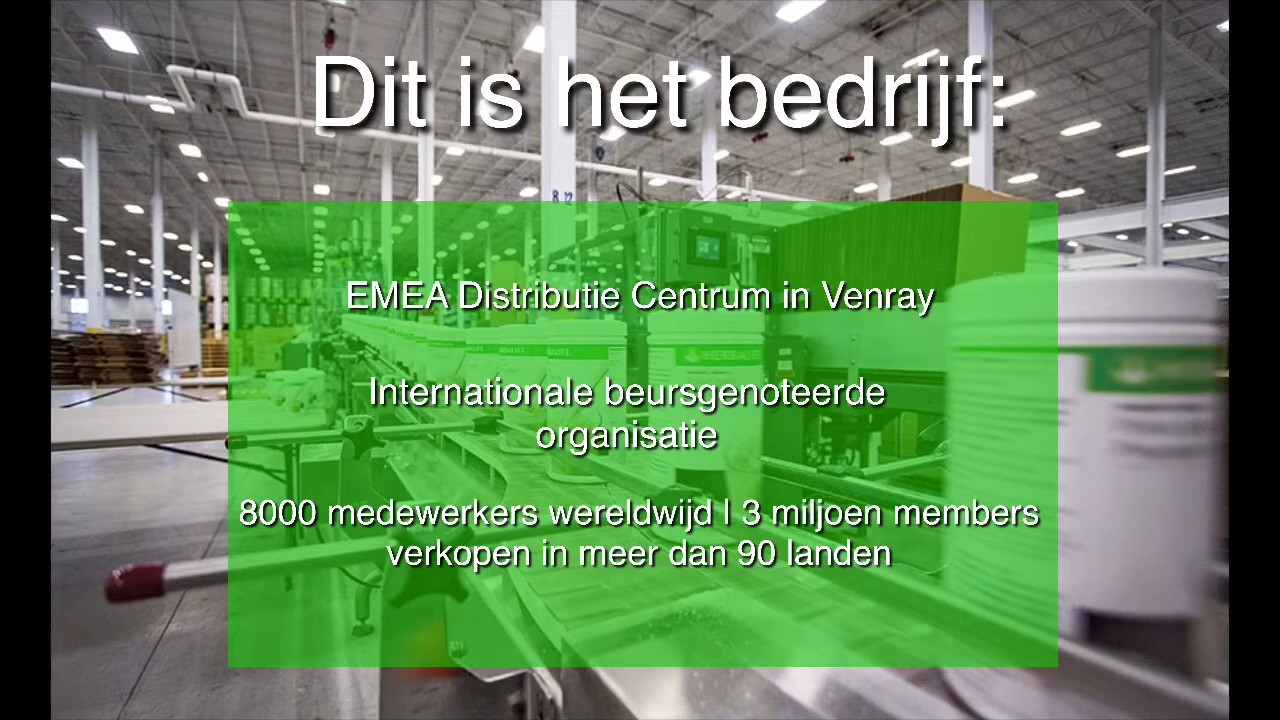 Dit is het bedrijf:
R 12
EMEA Distributie Centrum in Venray
Internationale beursgenoteerde
organisatie
8000 medewerkers wereldwijd | 3 miljoen members
verkopen in meer dan 90 landen